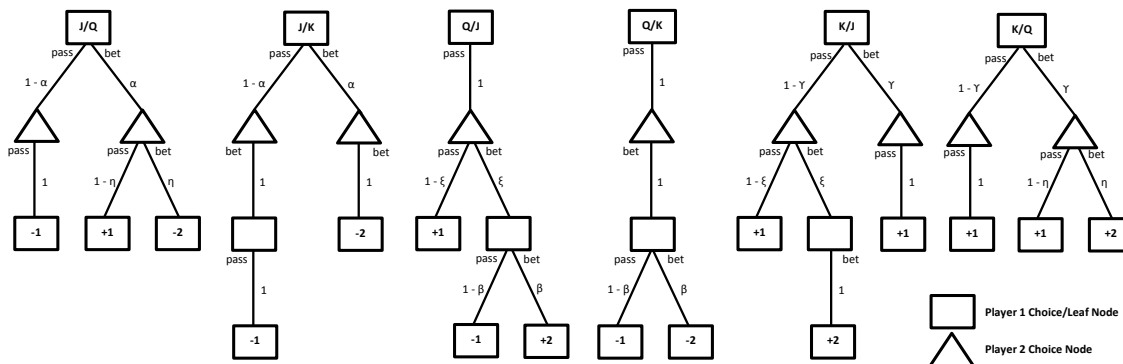 J/Q J/K Q/J Q/K K/J K/Q
pass bet pass bet pass pass pass bet pass bet
1 - α α 1 - α α 1 1 1 - ϒ ϒ 1 - ϒ ϒ
pass pass bet bet bet pass bet bet pass bet pass pass pass bet
1 1 - η η 1 1 1 - ξ ξ 1 1 - ξ ξ 1 1 1 - η η
-1 +1 -2 -2 +1 +1 +1 +1 +1 +2
pass pass bet pass bet bet
1 1 - β β 1 - β β 1
-1 -1 +2 -1 -2 +2
Player 1 Choice/Leaf Node
Player 2 Choice Node